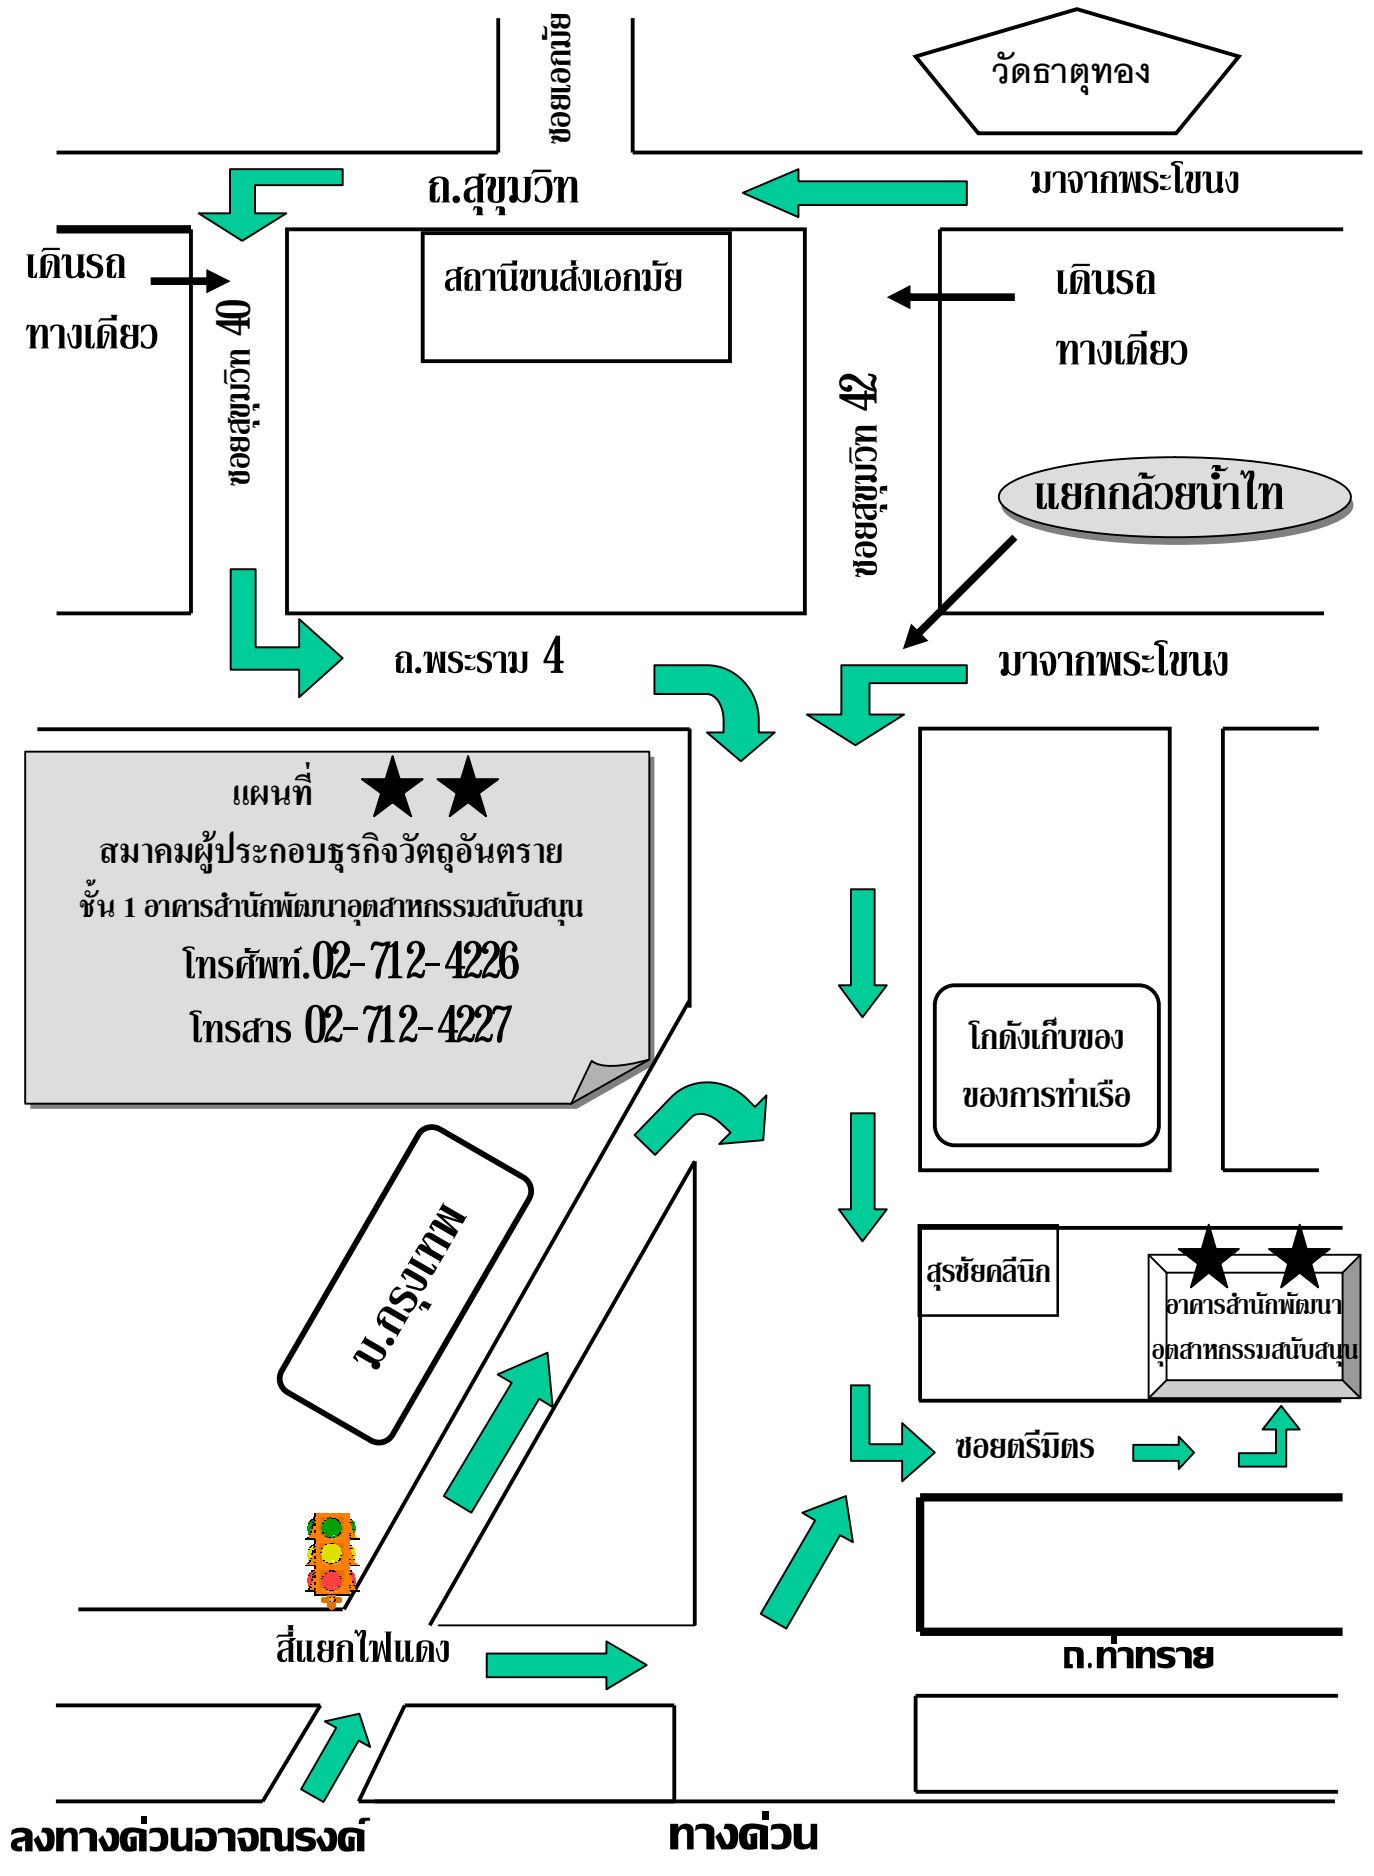 ซอยเอกมัย
วัดธาตุทอง
ถ.สุขุมวิท
มาจากพระโขนง
เดินรถ
ทางเดียว
สถานีขนส่งเอกมัย
เดินรถ
ทางเดียว
ซอยสุขุมวิท 40
ซอยสุขุมวิท 42
แยกกล้วยน้ำไท
ถ.พระราม 4
มาจากพระโขนง
แผนที่
สมาคมผู้ประกอบธุรกิจวัตถุอันตราย
ชั้น 1 อาคารสำนักพัฒนาอุตสาหกรรมสนับสนุน
โทรศัพท์.02-712-4226
โทรสาร 02-712-4227
โกดังเก็บของ
ของการท่าเรือ
ม.กรุงเทพ
สุรชัยคลีนิก
อาคารสำนักพัฒนา
อุตสาหกรรมสนับสนุน
ซอยตรีมิตร
สี่แยกไฟแดง
ถ.ท่าทราย
ลงทางด่วนอาจณรงค์
ทางด่วน